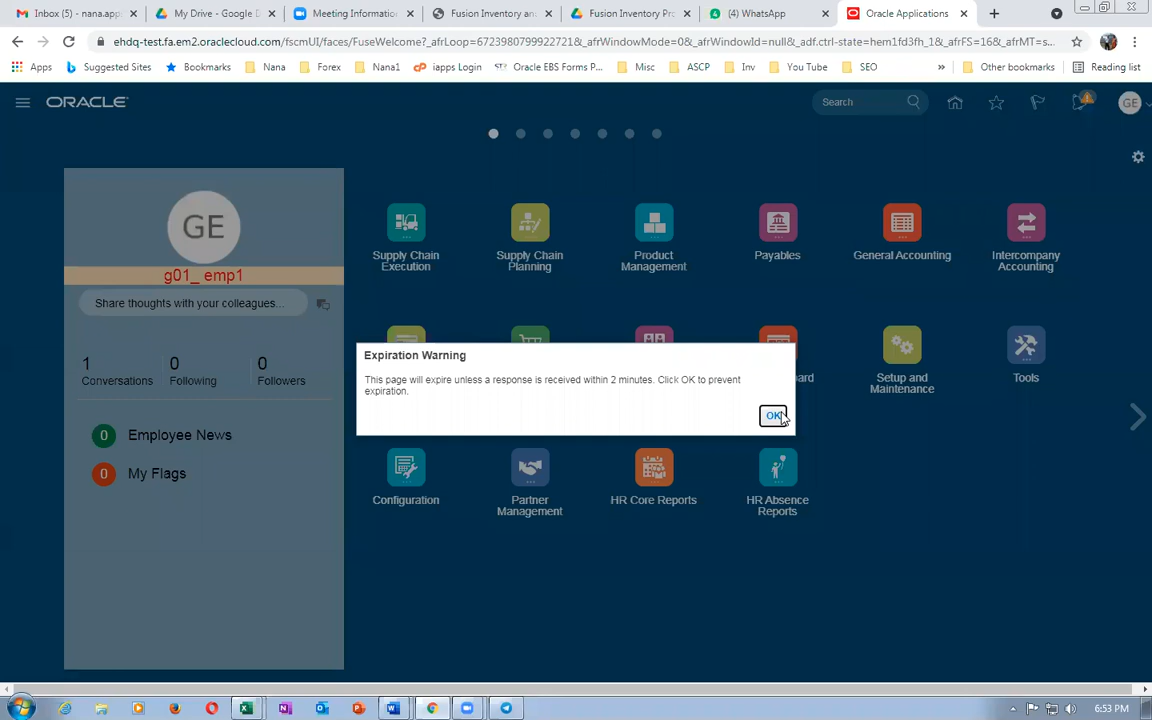 Inbox (5) - nana.app
My Drive - Google D
Meeting Informatio
Fusion Inventory an
Fusion Inventory Pro
(4) WhatsApp
Oracle Applications
ehdq-test.fa.em2.oraclecloud.com/fscmUI/faces/FuseWelcome?_afrLoop=6723980799922721&_afrWindowMode=0&_afrWindowId=null&_adf.ctrl-state=hem1fd3fh_1&_afrFS=16&_afrMT=s...
Apps
Suggested Sites
Bookmarks
Nana
Forex
Nana1
iapps Login
Oracle EBS Forms P...
Misc
ASCP
Inv
You Tube
SEO
»
Other bookmarks
Reading list
ORACLE
Search
GE
GE
g01_ emp1
Share thoughts with your colleagues...
1
Conversations
0
Following
0
Followers
0 Employee News
0 My Flags
Supply Chain
Execution
Supply Chain
Planning
Product
Management
Payables
General Accounting
Intercompany
Accounting
Setup and
Maintenance
Tools
Expiration Warning
This page will expire unless a response is received within 2 minutes. Click OK to prevent
expiration.
OK
Configuration
Partner
Management
HR Core Reports
HR Absence
Reports
6:53 PM